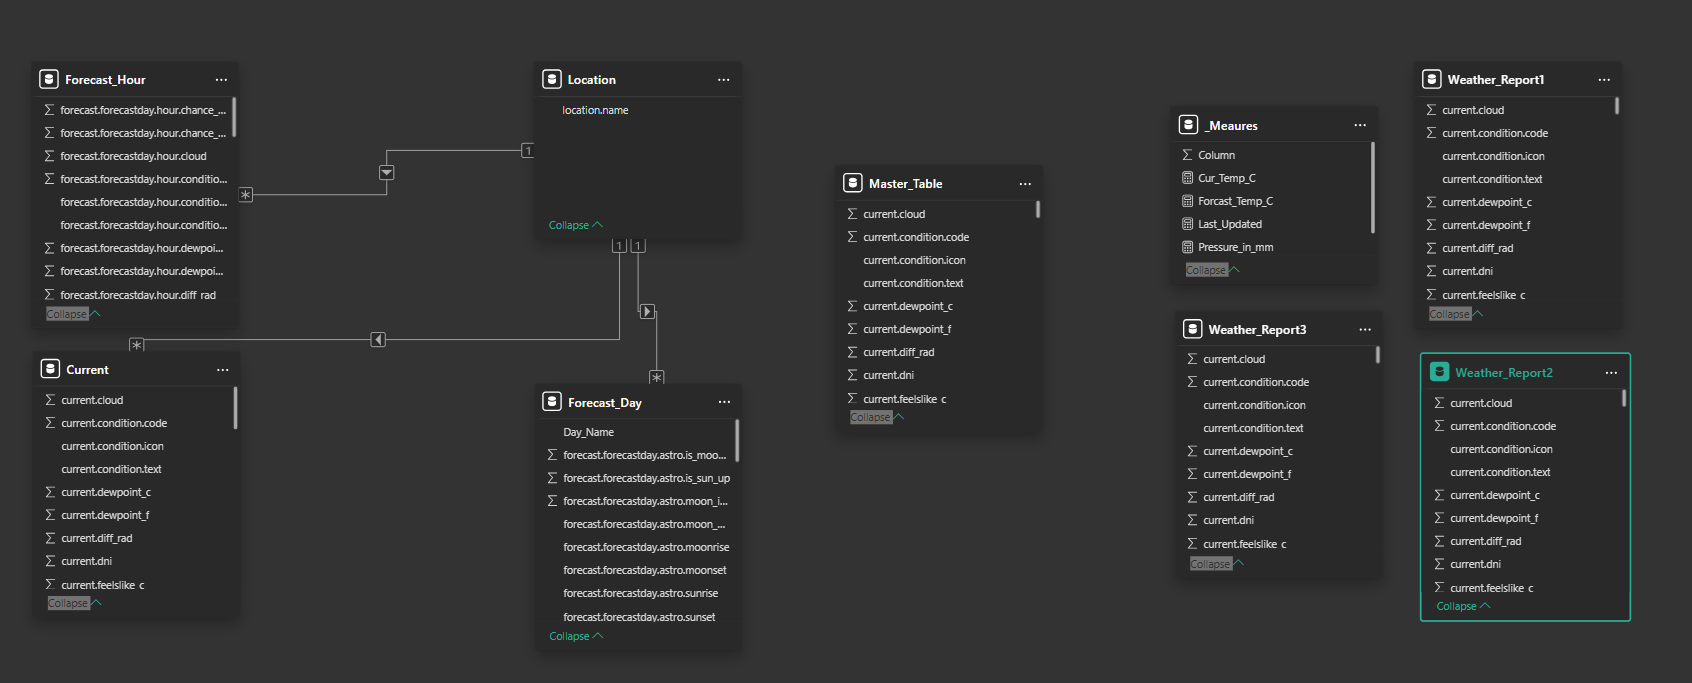 Forecast_Hour
forecast.forecastday.hour.chance_...
forecast.forecastday.hour.chance_...
forecast.forecastday.hour.cloud
forecast.forecastday.hour.conditio...
forecast.forecastday.hour.conditio...
forecast.forecastday.hour.conditio...
forecast.forecastday.hour.dewpoi...
forecast.forecastday.hour.dewpoi...
forecast.forecastday.hour.diff_rad
Collapse
Location
location.name
Collapse
1
*
1
1
*
*
Current
current.cloud
current.condition.code
current.condition.icon
current.condition.text
current.dewpoint_c
current.dewpoint_f
current.diff_rad
current.dni
current.feelslike_c
Collapse
Forecast_Day
Day_Name
forecast.forecastday.astro.is_moo...
forecast.forecastday.astro.is_sun_up
forecast.forecastday.astro.moon_i...
forecast.forecastday.astro.moon_...
forecast.forecastday.astro.moonrise
forecast.forecastday.astro.moonset
forecast.forecastday.astro.sunrise
forecast.forecastday.astro.sunset
Collapse
Master_Table
current.cloud
current.condition.code
current.condition.icon
current.condition.text
current.dewpoint_c
current.dewpoint_f
current.diff_rad
current.dni
current.feelslike_c
Collapse
_Meaures
Column
Cur_Temp_C
Forcast_Temp_C
Last_Updated
Pressure_in_mm
Collapse
Weather_Report3
current.cloud
current.condition.code
current.condition.icon
current.condition.text
current.dewpoint_c
current.dewpoint_f
current.diff_rad
current.dni
current.feelslike_c
Collapse
Weather_Report1
current.cloud
current.condition.code
current.condition.icon
current.condition.text
current.dewpoint_c
current.dewpoint_f
current.diff_rad
current.dni
current.feelslike_c
Collapse
Weather_Report2
current.cloud
current.condition.code
current.condition.icon
current.condition.text
current.dewpoint_c
current.dewpoint_f
current.diff_rad
current.dni
current.feelslike_c
Collapse